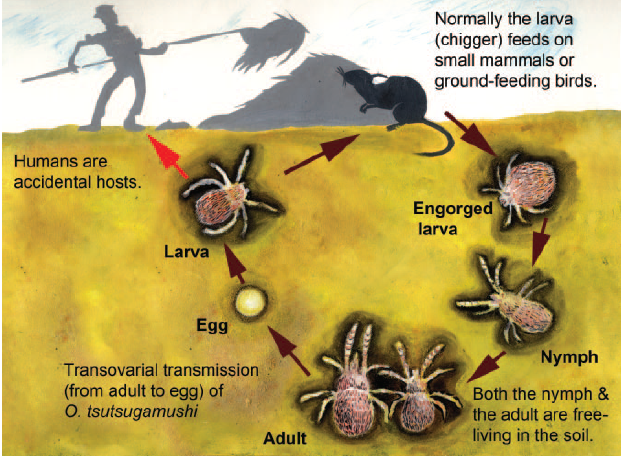 Normally the larva
(chigger) feeds on
small mammals or
ground-feeding birds.
Humans are
accidental hosts.
Larva
Engorged
larva
Egg
Nymph
Transovarial transmission
(from adult to egg) of
O. tsutsugamushi
Adult
Both the nymph &
the adult are free-
living in the soil.